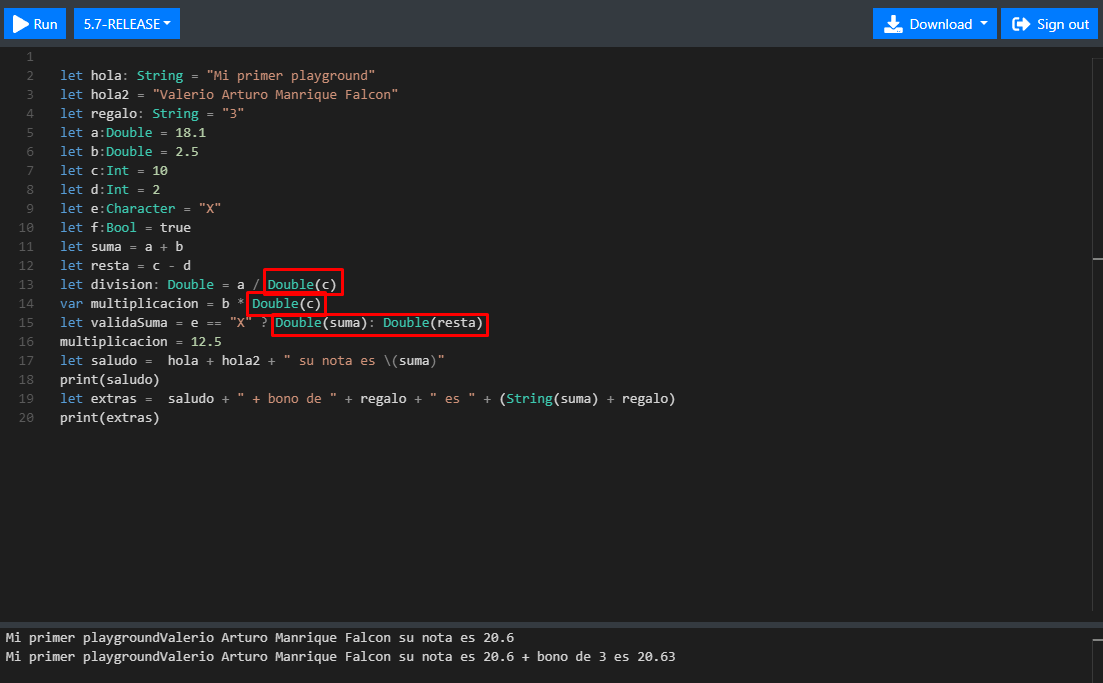 Run 5.7-RELEASE Download Sign out
1
2 let hola: String = "Mi primer playground"
3 let hola2 = "Valerio Arturo Manrique Falcon"
4 let regalo: String = "3"
5 let a:Double = 18.1
6 let b:Double = 2.5
7 let c:Int = 10
8 let d:Int = 2
9 let e:Character = "X"
10 let f:Bool = true
11 let suma = a + b
12 let resta = c - d
13 let division: Double = a / Double(c)
14 var multiplicacion = b * Double(c)
15 let validaSuma = e == "X" ? Double(suma): Double(resta)
16 multiplicacion = 12.5
17 let saludo =  hola + hola2 + " su nota es \(suma)"
18 print(saludo)
19 let extras =  saludo + " + bono de " + regalo + " es " + (String(suma) + regalo)
20 print(extras)
Mi primer playgroundValerio Arturo Manrique Falcon su nota es 20.6
Mi primer playgroundValerio Arturo Manrique Falcon su nota es 20.6 + bono de 3 es 20.63